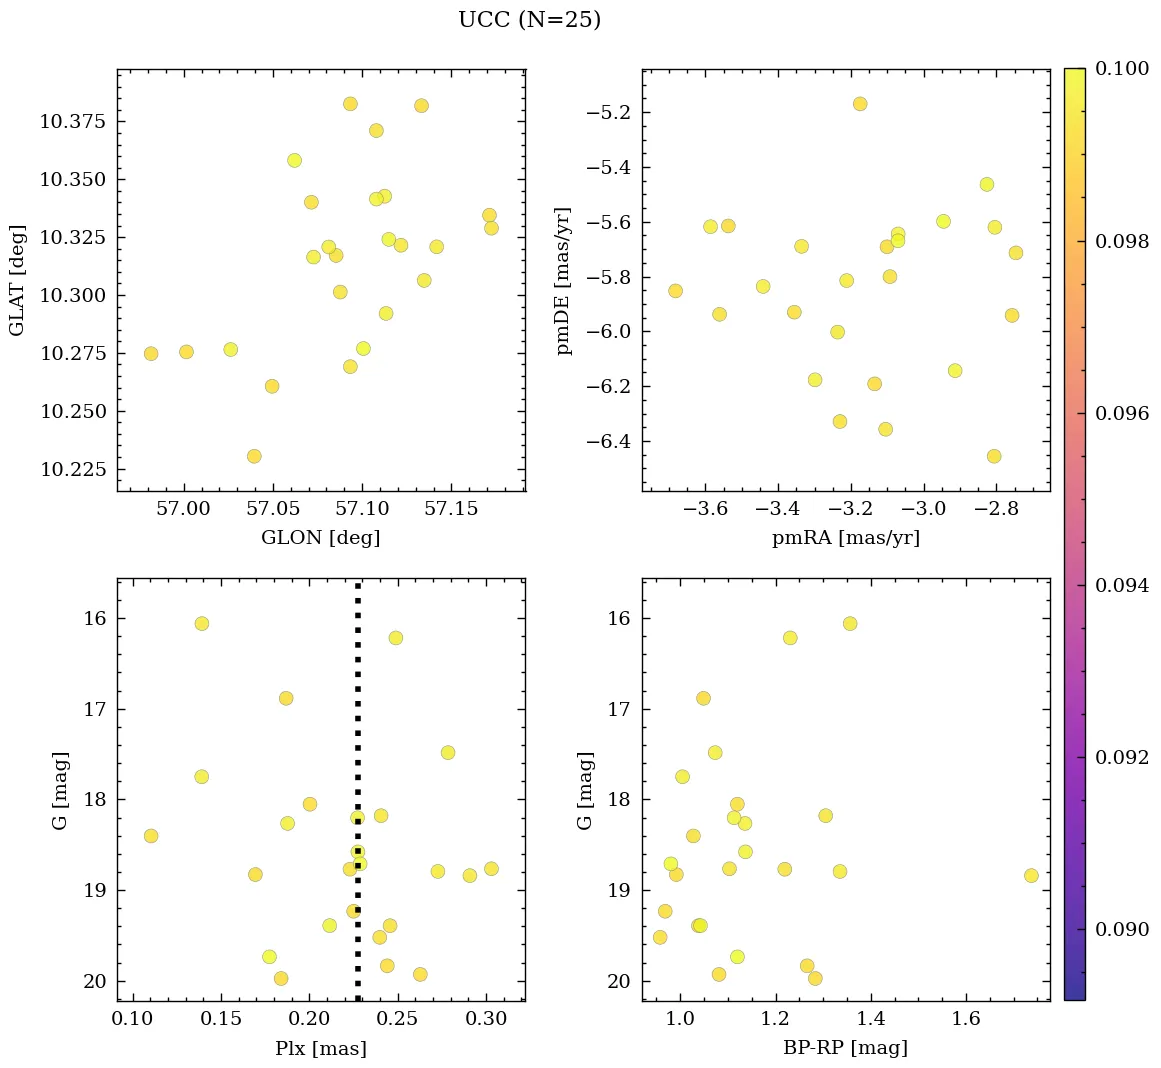 UCC (N=25)
10.375
10.350
10.325
10.300
10.275
10.250
10.225
GLAT [deg]
57.00 57.05 57.10 57.15
GLON [deg]
−5.2
−5.4
−5.6
−5.8
−6.0
−6.2
−6.4
pmDE [mas/yr]
−3.6 −3.4 −3.2 −3.0 −2.8
pmRA [mas/yr]
16
17
18
19
20
G [mag]
0.10 0.15 0.20 0.25 0.30
Plx [mas]
16
17
18
19
20
G [mag]
1.0 1.2 1.4 1.6
BP-RP [mag]
0.100
0.098
0.096
0.094
0.092
0.090